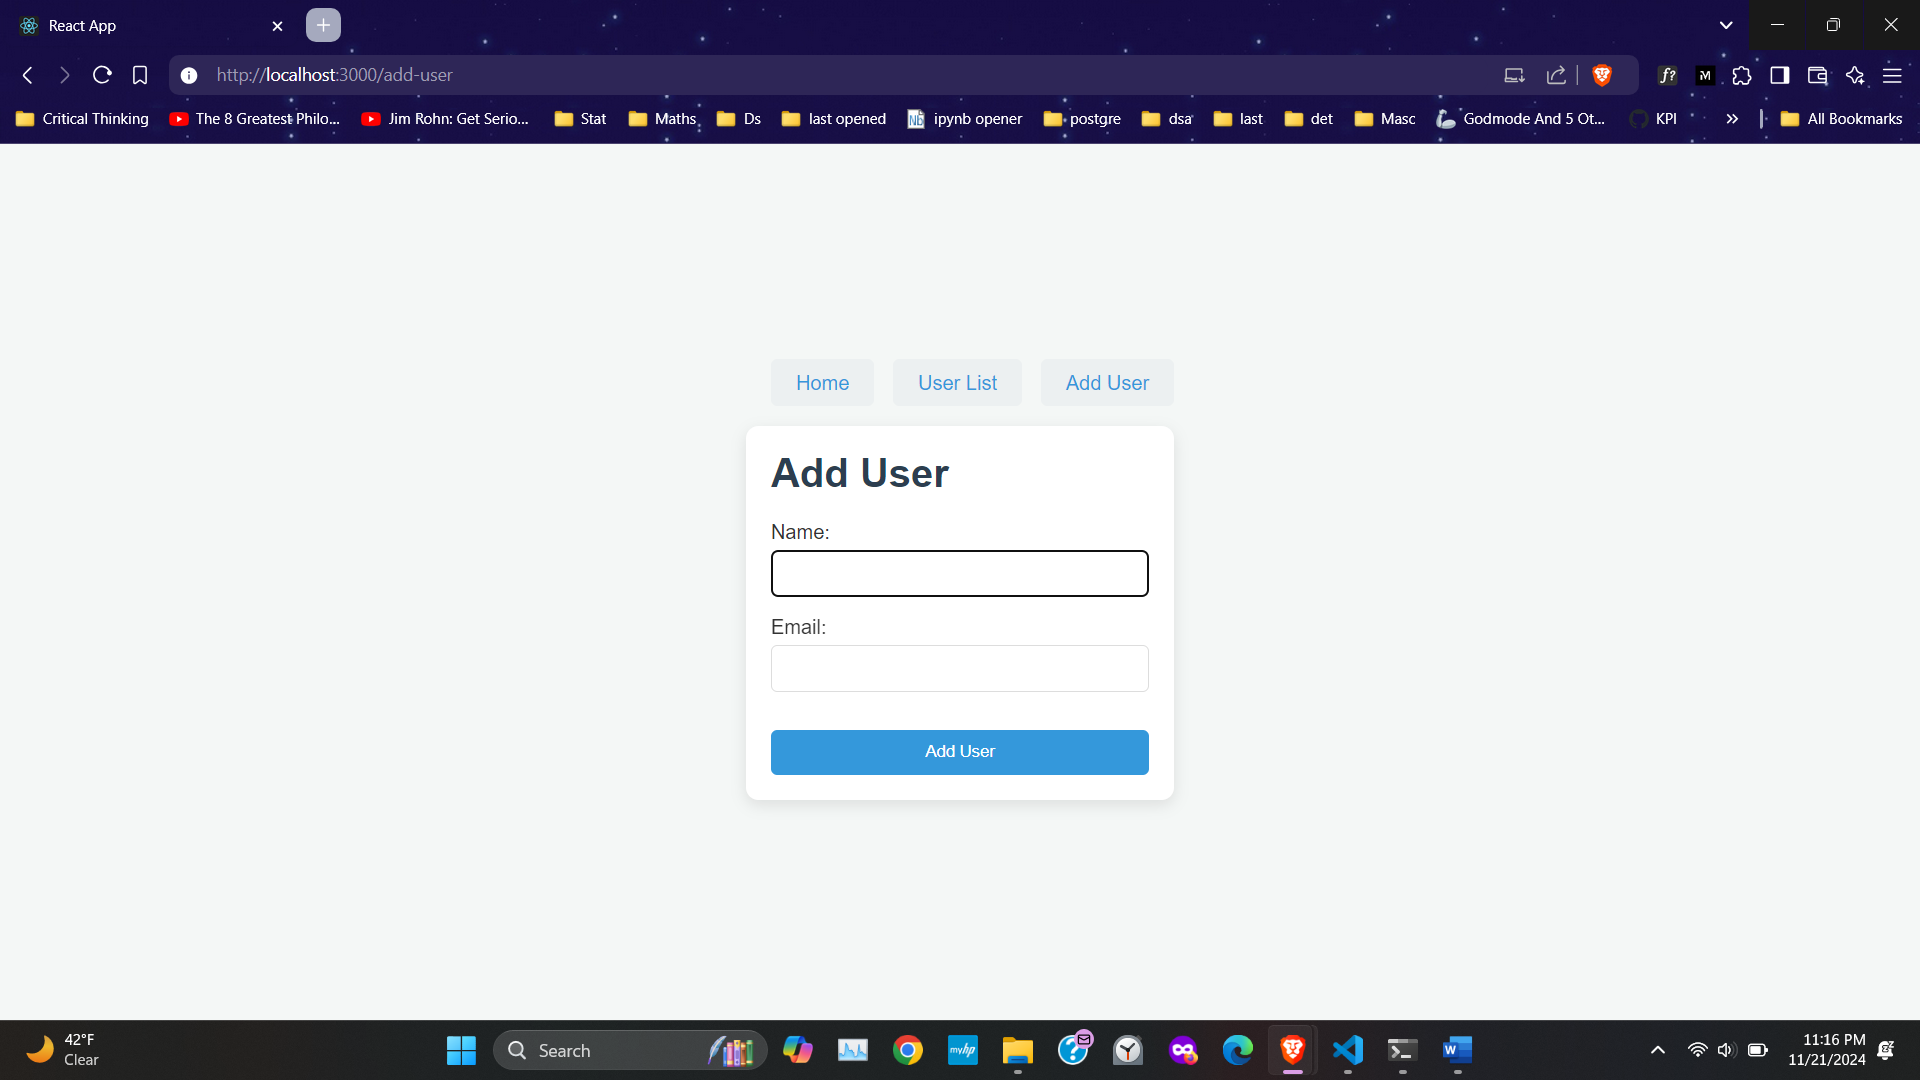 React App
http://localhost:3000/add-user
f?
M
Critical Thinking
The 8 Greatest Philo...
Jim Rohn: Get Serio...
Stat
Maths
Ds
last opened
ipynb opener
postgre
dsa
last
det
Masc
Godmode And 5 Ot...
KPI
All Bookmarks
Home
User List
Add User
Add User
Name:
Email:
Add User
42°F
Clear
Search
myhp
W
11:16 PM
11/21/2024